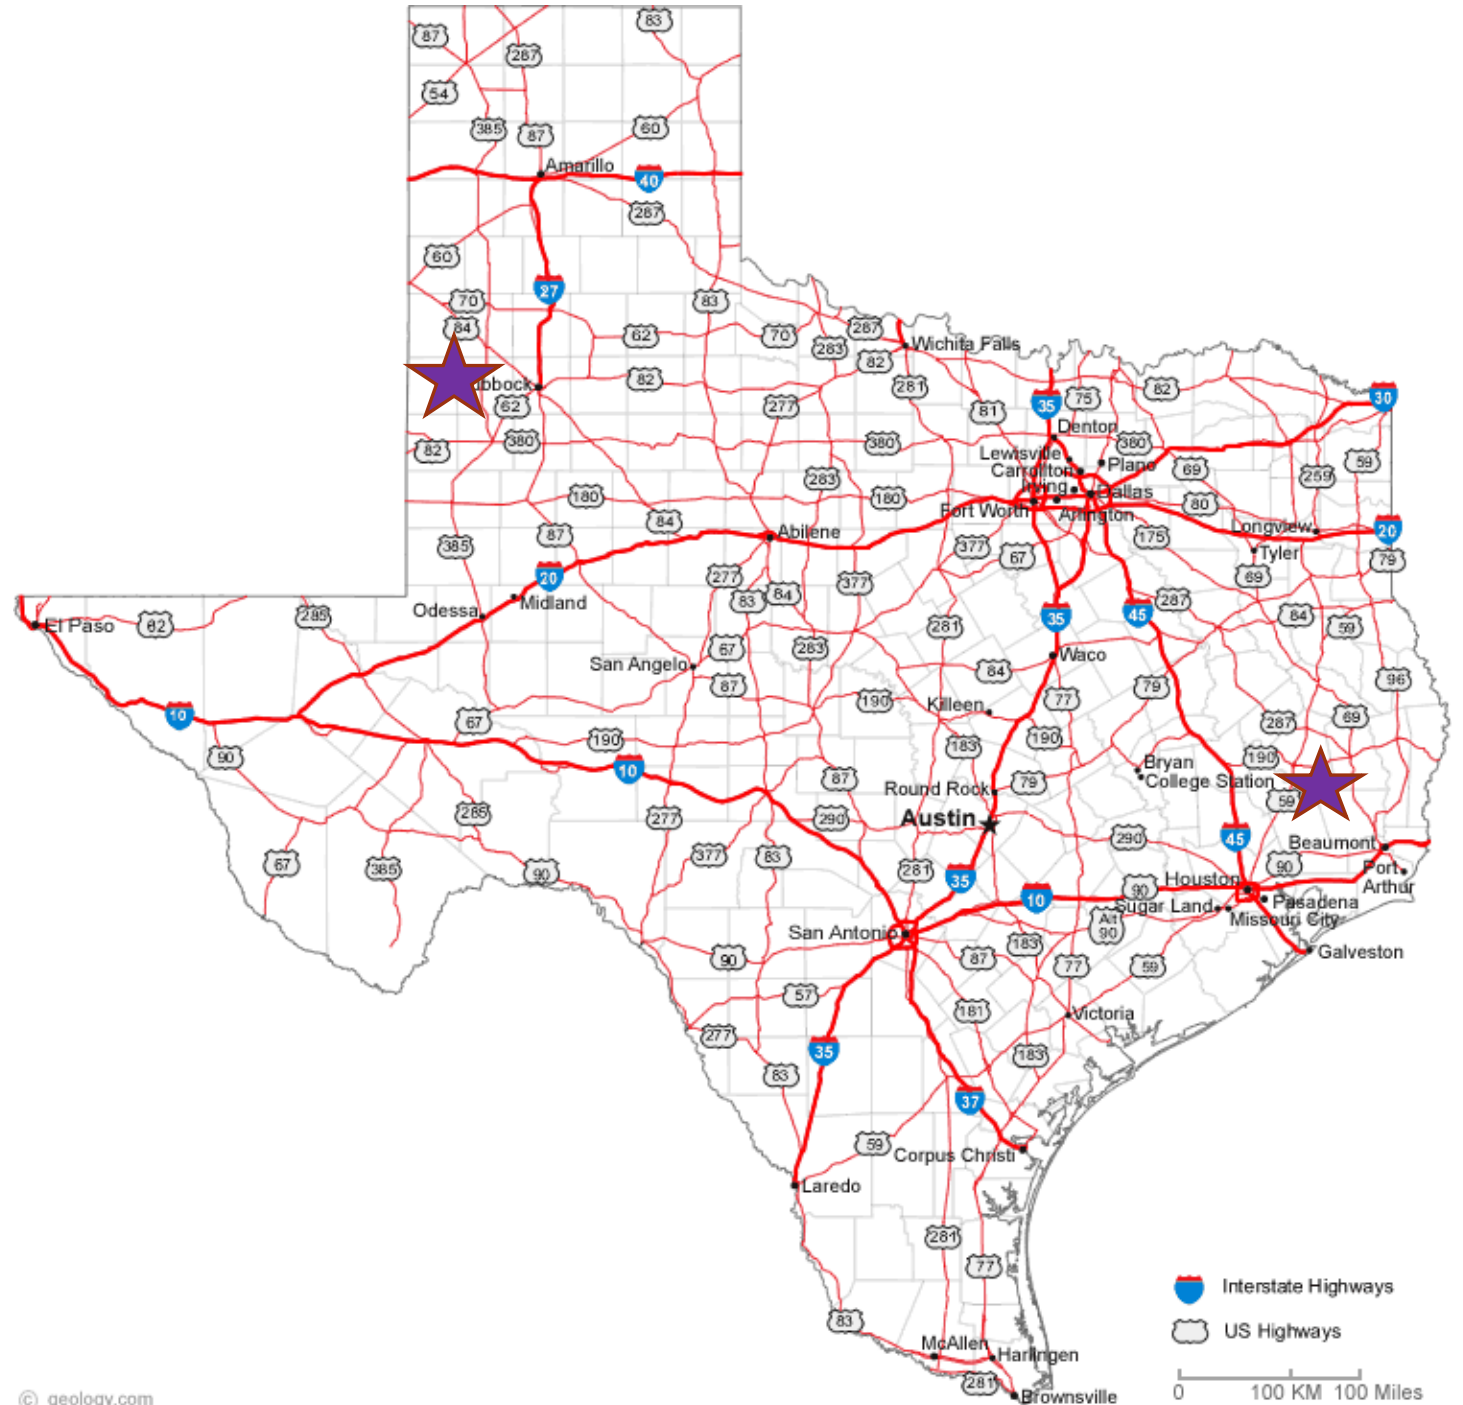 87
83
287
54
385
87
60
Amarillo
40
287
60
27
70
83
84
62
70
287
283
Wichita Falls
82
bbock
82
281
62
277
81
35
75
82
30
Denton
82
380
380
380
Lewisville
Carrollton
Plano
69
59
283
259
Irving
180
180
Dallas
80
Fort Worth
Arlington
84
Longview
20
87
Abilene
175
385
377
67
Tyler
79
20
277
377
69
Midland
83
84
287
Odessa
285
El Paso
62
281
35
45
84
59
67
283
Waco
San Angelo
84
96
87
79
77
190
Killeen
10
67
287
69
190
183
190
90
190
10
Bryan
87
79
College Station
Round Rock
59
285
277
290
Austin
290
45
Beaumont
67
385
377
83
281
90
Port
Arthur
90
35
Houston
90
10
Sugar Land
Pasadena
Alt
90
Missouri City
San Antonio
183
90
87
77
59
Galveston
57
181
Victoria
277
35
183
83
37
59
Corpus Christi
Laredo
281
77
Interstate Highways
83
US Highways
McAllen
Harlingen
281
0 100 KM 100 Miles
Brownsville
© geology.com